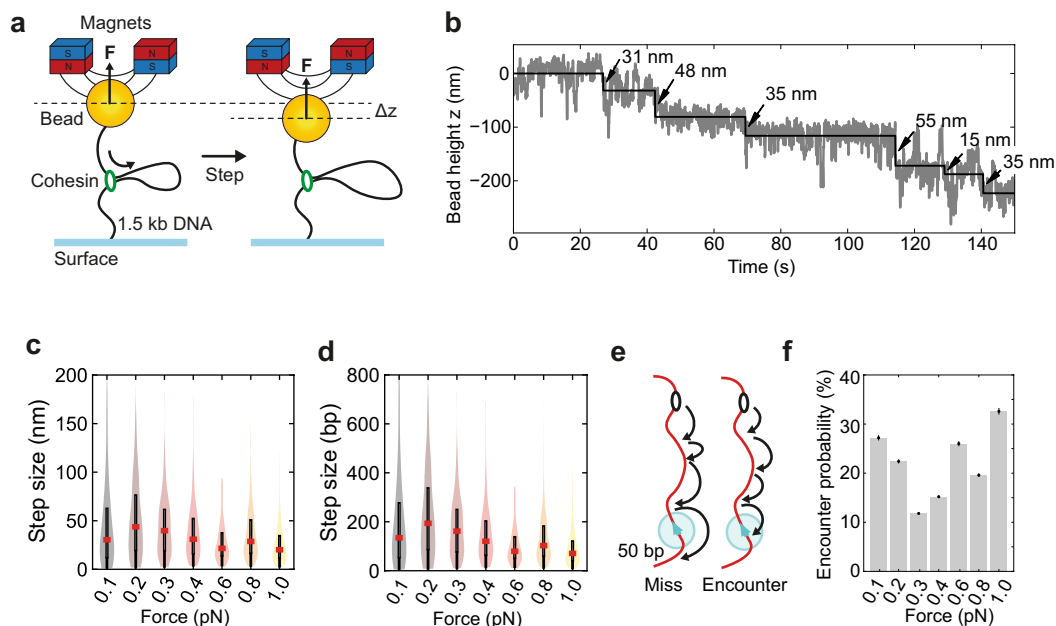 a
Magnets
S
N
N
S
F
Bead
Cohesin
1.5 kb DNA
Surface
Step
S
N
N
S
F
Δz
b
Bead height z (nm)
0
−100
−200
31 nm
48 nm
35 nm
55 nm
15 nm
35 nm
0 20 40 60 80 100 120 140
Time (s)
c
Step size (nm)
200
150
100
50
0
0.1 0.2 0.3 0.4 0.6 0.8 1.0
Force (pN)
d
Step size (bp)
800
600
400
200
0
0.1 0.2 0.3 0.4 0.6 0.8 1.0
Force (pN)
e
50 bp
Miss Encounter
f
Encounter probability (%)
40
30
20
10
0
0.1 0.2 0.3 0.4 0.6 0.8 1.0
Force (pN)